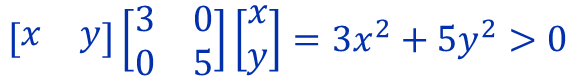 [x y] [3 0; 0 5] [x; y] = 3x² + 5y² > 0